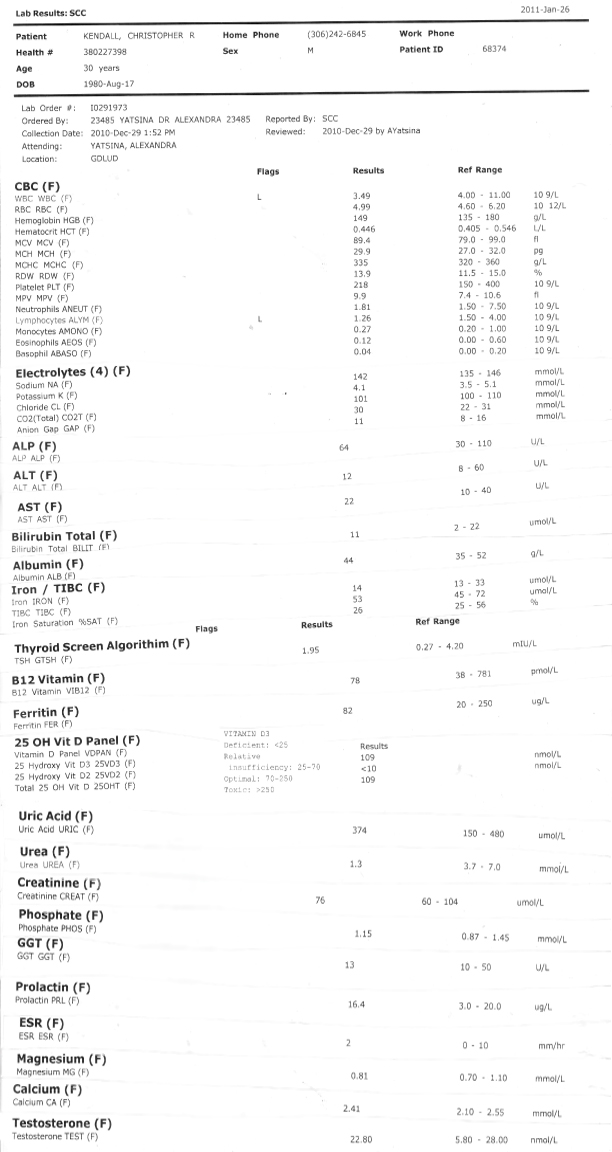 Lab Results: SCC 2011-Jan-26
Patient KENDALL, CHRISTOPHER R Home Phone (306)242-6845 Work Phone
Health # 380227398 Sex M Patient ID 68374
Age 30 years
DOB 1980-Aug-17
Lab Order #: I0291973
Ordered By: 23485 YATSINA DR ALEXANDRA 23485 Reported By: SCC
Collection Date: 2010-Dec-29 1:52 PM Reviewed: 2010-Dec-29 by AYatsina
Attending: YATSINA, ALEXANDRA
Location: GOLUD
Flags Results Ref Range
CBC (F)
WBC WBC (F) L 3.49 4.00 - 11.00 10 9/L
RBC RBC (F) 4.99 4.60 - 6.20 10 12/L
Hemoglobin HGB (F) 149 135 - 180 g/L
Hematocrit HCT (F) 0.446 0.405 - 0.546 L/L
MCV MCV (F) 89.4 79.0 - 99.0 fl
MCH MCH (F) 29.9 27.0 - 32.0 pg
MCHC MCHC (F) 335 320 - 360 g/L
RDW RDW (F) 13.9 11.5 - 15.0 %
Platelet PLT (F) 218 150 - 400 10 9/L
MPV MPV (F) 9.9 7.4 - 10.6 fl
Neutrophils ANEUT (F) 1.81 1.50 - 7.50 10 9/L
Lymphocytes ALYM (F) L 1.26 1.50 - 4.00 10 9/L
Monocytes AMONO (F) 0.27 0.20 - 1.00 10 9/L
Eosinophils AEOS (F) 0.12 0.00 - 0.60 10 9/L
Basophil ABASO (F) 0.04 0.00 - 0.20 10 9/L
Electrolytes (4) (F)
Sodium NA (F) 142 135 - 146 mmol/L
Potassium K (F) 4.1 3.5 - 5.1 mmol/L
Chloride CL (F) 101 100 - 110 mmol/L
CO2(Total) CO2T (F) 30 22 - 31 mmol/L
Anion Gap GAP (F) 11 8 - 16 mmol/L
ALP (F)
ALP ALP (F) 64 30 - 110 U/L
ALT (F)
ALT ALT (F) 12 8 - 60 U/L
AST (F)
AST AST (F) 22 10 - 40 U/L
Bilirubin Total (F)
Bilirubin Total BILIT (F) 11 2 - 22 umol/L
Albumin (F)
Albumin ALB (F) 44 35 - 52 g/L
Iron / TIBC (F)
Iron IRON (F) 14 13 - 33 umol/L
TIBC TIBC (F) 53 45 - 72 umol/L
Iron Saturation %SAT (F) 26 25 - 56 %
Flags Results Ref Range
Thyroid Screen Algorithim (F)
TSH GTSH (F) 1.95 0.27 - 4.20 mIU/L
B12 Vitamin (F)
B12 Vitamin VIB12 (F) 78 38 - 781 pmol/L
Ferritin (F)
Ferritin FER (F) 82 20 - 250 ug/L
25 OH Vit D Panel (F) VITAMIN D3
Vitamin D Panel VDPAN (F) Deficient: <25 Results
25 Hydroxy Vit D3 25VD3 (F) Relative 109 nmol/L
25 Hydroxy Vit D2 25VD2 (F) insufficiency: 25-70 <10 nmol/L
Total 25 OH Vit D 25OHT (F) Optimal: 70-250 109
Toxic: >250
Uric Acid (F)
Uric Acid URIC (F) 374 150 - 480 umol/L
Urea (F)
Urea UREA (F) 1.3 3.7 - 7.0 mmol/L
Creatinine (F)
Creatinine CREAT (F) 76 60 - 104 umol/L
Phosphate (F)
Phosphate PHOS (F) 1.15 0.87 - 1.45 mmol/L
GGT (F)
GGT GGT (F) 13 10 - 50 U/L
Prolactin (F)
Prolactin PRL (F) 16.4 3.0 - 20.0 ug/L
ESR (F)
ESR ESR (F) 2 0 - 10 mm/hr
Magnesium (F)
Magnesium MG (F) 0.81 0.70 - 1.10 mmol/L
Calcium (F)
Calcium CA (F) 2.41 2.10 - 2.55 mmol/L
Testosterone (F)
Testosterone TEST (F) 22.80 5.80 - 28.00 nmol/L